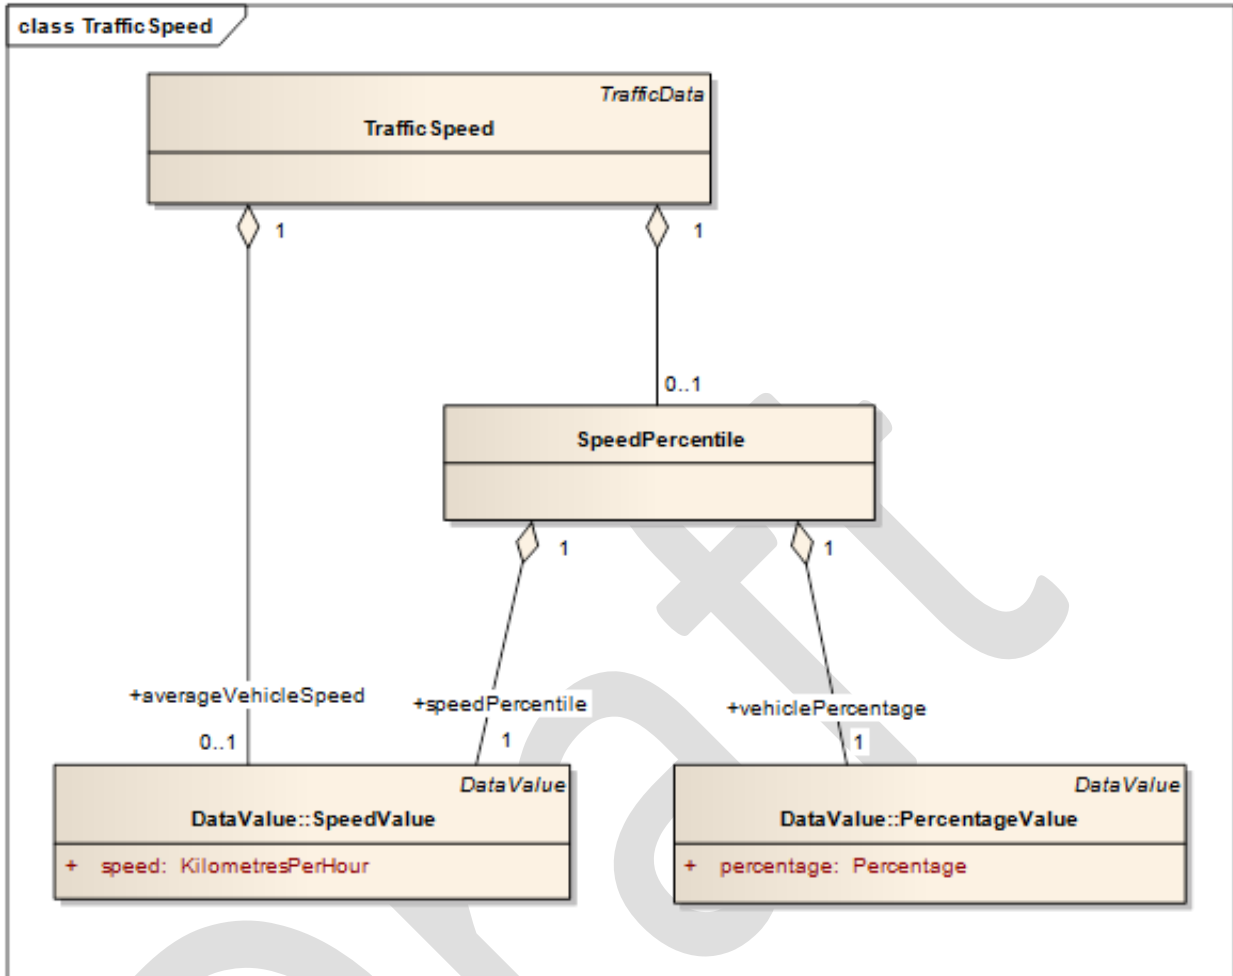 class TrafficSpeed
TrafficData
TrafficSpeed
1
1
0..1
SpeedPercentile
1
1
+averageVehicleSpeed
+speedPercentile
+vehiclePercentage
0..1
1
1
DataValue
DataValue::SpeedValue
+ speed: KilometresPerHour
DataValue
DataValue::PercentageValue
+ percentage: Percentage